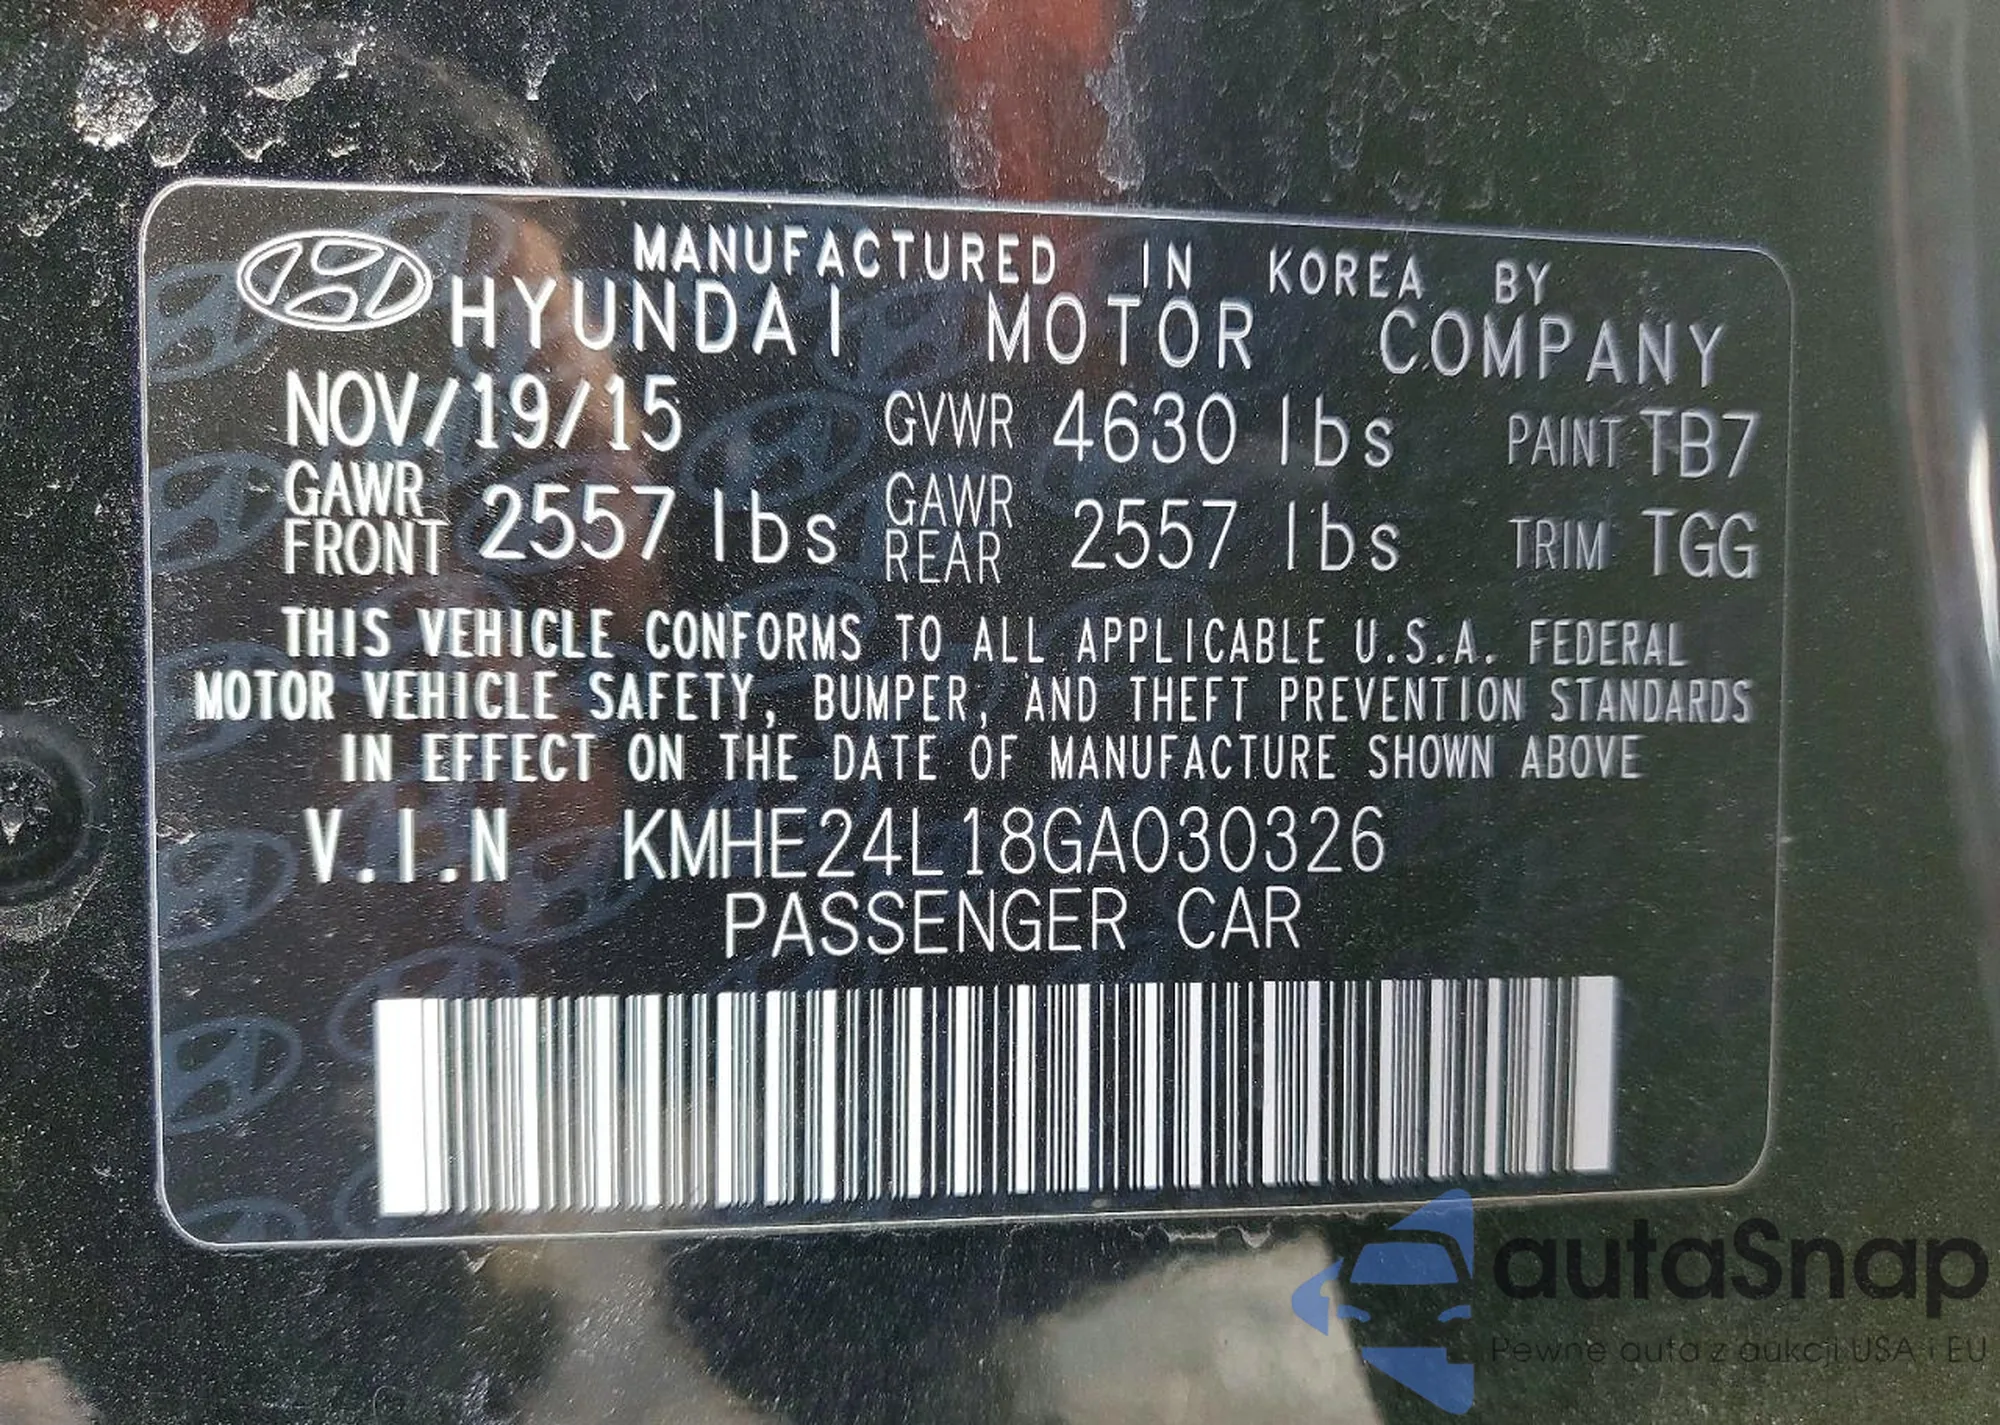 MANUFACTURED IN KOREA BY
HYUNDAI MOTOR COMPANY
NOV/19/15 GVWR 4630 lbs PAINT TB7
GAWR FRONT 2557 lbs GAWR REAR 2557 lbs TRIM TGG
THIS VEHICLE CONFORMS TO ALL APPLICABLE U.S.A. FEDERAL
MOTOR VEHICLE SAFETY, BUMPER, AND THEFT PREVENTION STANDARDS
IN EFFECT ON THE DATE OF MANUFACTURE SHOWN ABOVE
V.I.N KMHE24L18GA030326
PASSENGER CAR
autaSnap
Pewne auta z aukcji USA i EU